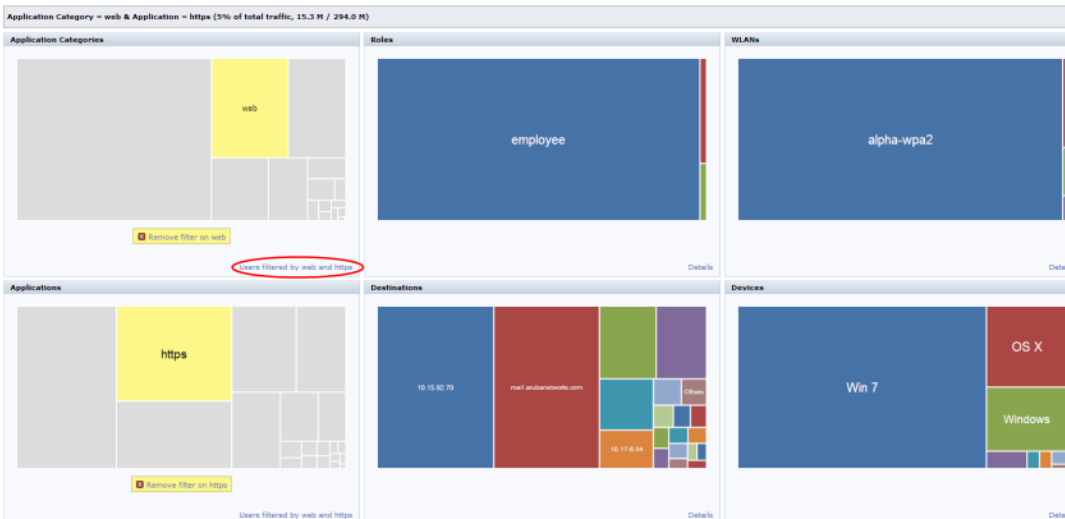 Application Category = web & Application = https (5% of total traffic, 15.3 M / 294.0 M)
Application Categories
Roles
WLANs
web
employee
alpha-wpa2
Remove filter on web
Users filtered by web and https
Details
Deta
Applications
Destinations
Devices
https
10.15.92.70
mail.arubanetworks.com
Others
10.17.6.54
Win 7
OS X
Windows
Remove filter on https
Users filtered by web and https
Details
Deta